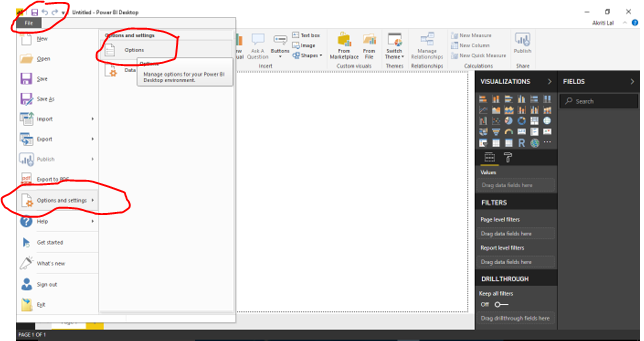 Untitled - Power BI Desktop
Akriti Lal
File
New
Open
Save
Save As
Import
Export
Publish
Export to PDF
Options and settings
Help
Get started
What's new
Sign out
Exit
Options and settings
Options
Data
Options
Manage options for your Power BI
Desktop environment.
Ask A
Question
Buttons
Text box
Image
Shapes
Insert
From
Marketplace
From
File
Custom visuals
Switch
Theme
Themes
Manage
Relationships
Relationships
New Measure
New Column
New Quick Measure
Calculations
Publish
Share
VISUALIZATIONS
FIELDS
Search
R
Values
Drag data fields here
FILTERS
Page level filters
Drag data fields here
Report level filters
Drag data fields here
DRILLTHROUGH
Keep all filters
Off
Drag drillthrough fields here
PAGE 1 OF 1